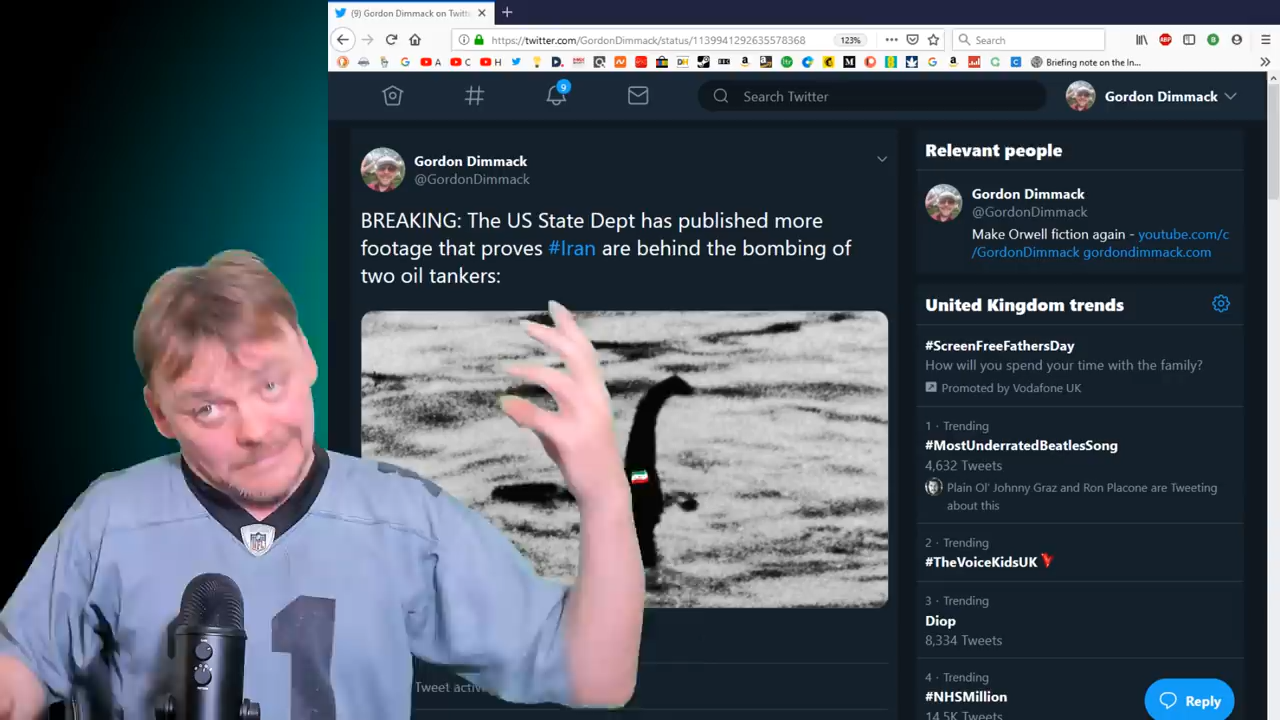 (9) Gordon Dimmack on Twitt
https://twitter.com/GordonDimmack/status/1139941292635578368
123%
Search
Briefing note on the In...
9
Search Twitter
Gordon Dimmack
Gordon Dimmack
@GordonDimmack
BREAKING: The US State Dept has published more
footage that proves #Iran are behind the bombing of
two oil tankers:
Tweet activ
Relevant people
Gordon Dimmack
@GordonDimmack
Make Orwell fiction again - youtube.com/c
/GordonDimmack gordondimmack.com
United Kingdom trends
#ScreenFreeFathersDay
How will you spend your time with the family?
Promoted by Vodafone UK
1 · Trending
#MostUnderratedBeatlesSong
4,632 Tweets
Plain Ol' Johnny Graz and Ron Placone are Tweeting
about this
2 · Trending
#TheVoiceKidsUK
3 · Trending
Diop
8,334 Tweets
4 · Trending
#NHSMillion
14.5K Tweets
Reply
NFL
1